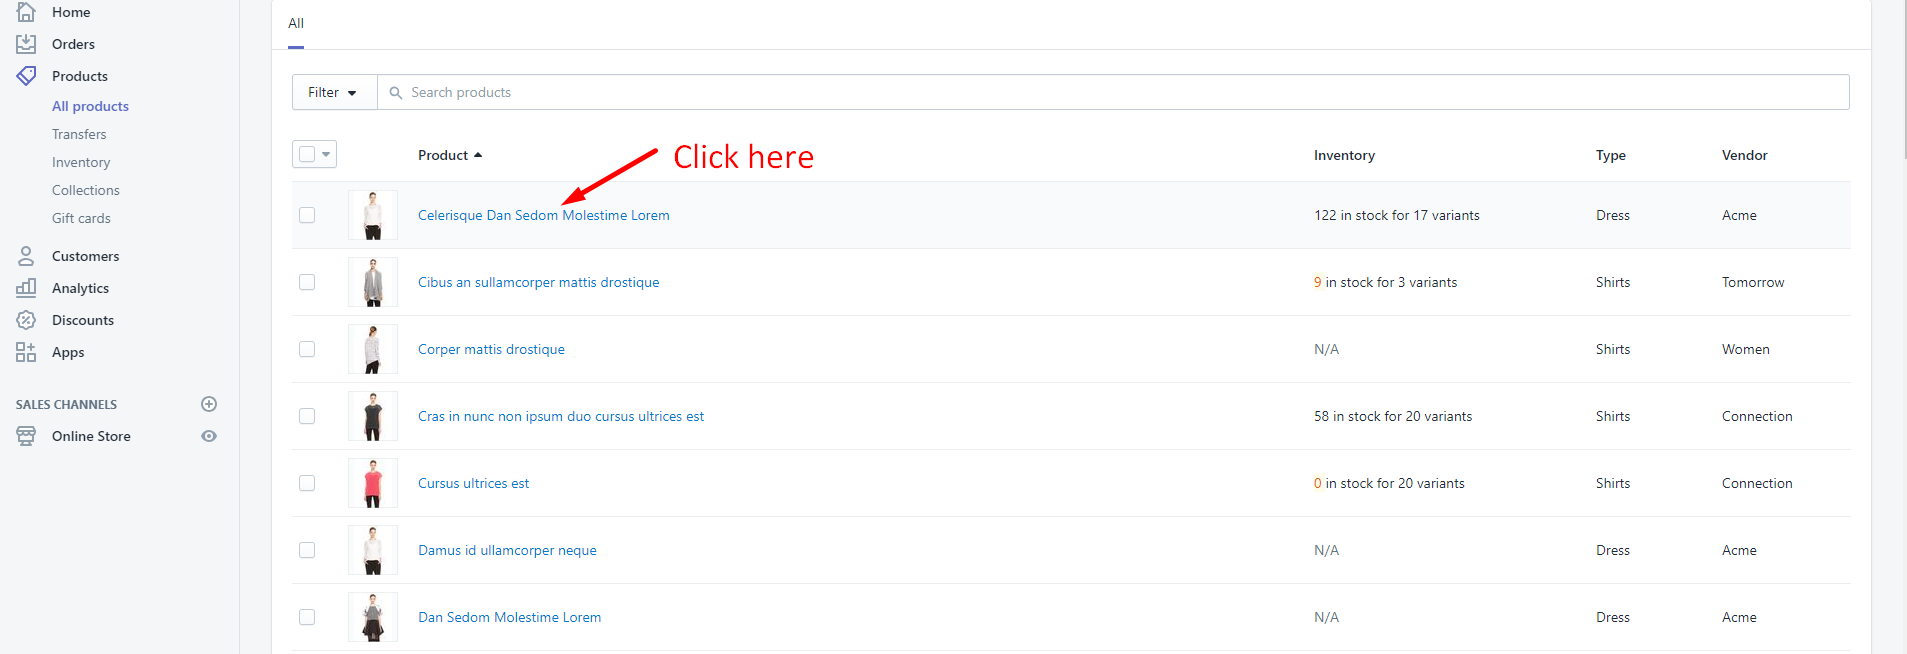 Home
Orders
Products
All products
Transfers
Inventory
Collections
Gift cards
Customers
Analytics
Discounts
Apps
SALES CHANNELS
Online Store
All
Filter
Search products
Product Inventory Type Vendor
Click here
Celerisque Dan Sedom Molestime Lorem 122 in stock for 17 variants Dress Acme
Cibus an sullamcorper mattis drostique 9 in stock for 3 variants Shirts Tomorrow
Corper mattis drostique N/A Shirts Women
Cras in nunc non ipsum duo cursus ultrices est 58 in stock for 20 variants Shirts Connection
Cursus ultrices est 0 in stock for 20 variants Shirts Connection
Damus id ullamcorper neque N/A Dress Acme
Dan Sedom Molestime Lorem N/A Dress Acme